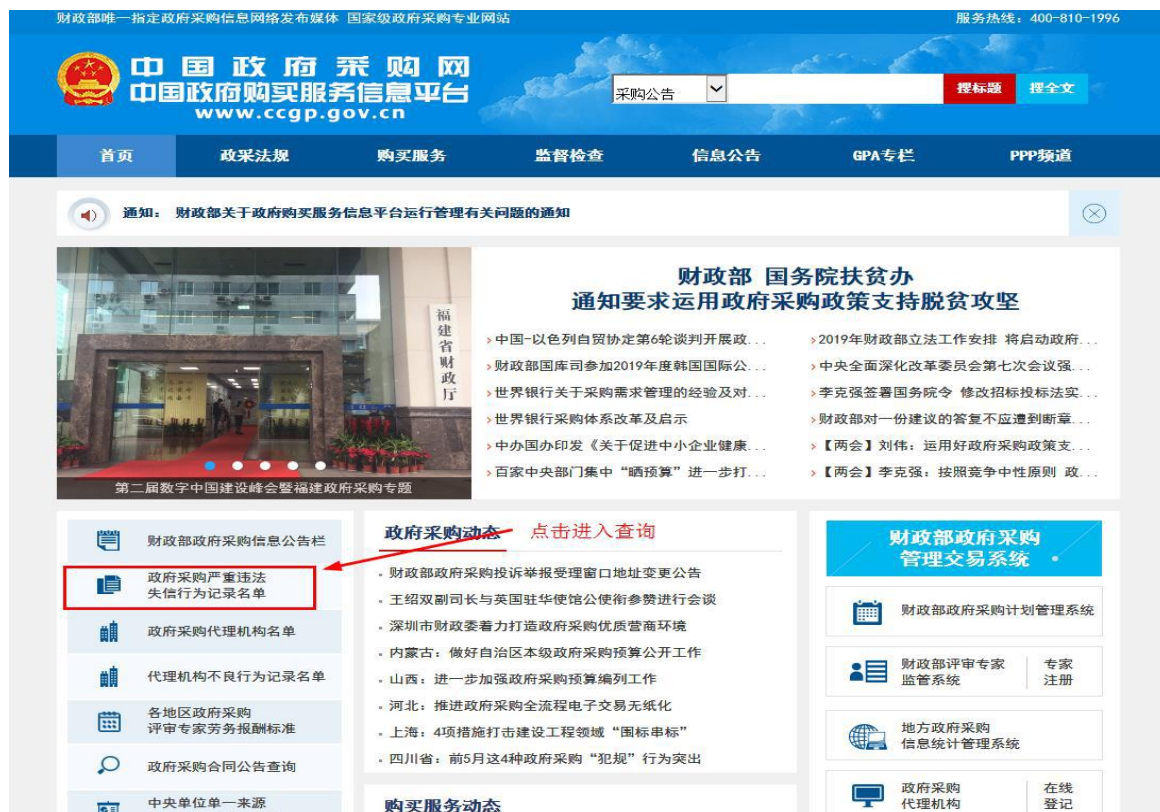 财政部唯一指定政府采购信息网络发布媒体 国家级政府采购专业网站
服务热线：400-810-1996
中国政府采购网
中国政府购买服务信息平台
www.ccgp.gov.cn
采购公告
搜标题
搜全文
首页
政采法规
购买服务
监督检查
信息公告
GPA专栏
PPP频道
通知：
财政部关于政府购买服务信息平台运行管理有关问题的通知
福建省财政厅
第二届数字中国建设峰会暨福建政府采购专题
财政部 国务院扶贫办
通知要求运用政府采购政策支持脱贫攻坚
中国-以色列自贸协定第6轮谈判开展政...
财政部国库司参加2019年度韩国国际公...
世界银行关于采购需求管理的经验及对...
世界银行采购体系改革及启示
中办国办印发《关于促进中小企业健康...
百家中央部门集中“晒预算”进一步打...
2019年财政部立法工作安排 将启动政府...
中央全面深化改革委员会第七次会议强...
李克强签署国务院令 修改招标投标法实...
财政部对一份建议的答复不应遭到断章...
【两会】刘伟：运用好政府采购政策支...
【两会】李克强：按照竞争中性原则 政...
财政部政府采购信息公告栏
政府采购严重违法
失信行为记录名单
政府采购代理机构名单
代理机构不良行为记录名单
各地区政府采购
评审专家劳务报酬标准
政府采购合同公告查询
中央单位单一来源
政府采购动态
点击进入查询
财政部政府采购投诉举报受理窗口地址变更公告
王绍双副司长与英国驻华使馆公使衔参赞进行会谈
深圳市财政委着力打造政府采购优质营商环境
内蒙古：做好自治区本级政府采购预算公开工作
山西：进一步加强政府采购预算编列工作
河北：推进政府采购全流程电子交易无纸化
上海：4项措施打击建设工程领域“围标串标”
四川省：前5月这4种政府采购“犯规”行为突出
购买服务动态
财政部政府采购
管理交易系统
财政部政府采购计划管理系统
财政部评审专家
监管系统
专家
注册
地方政府采购
信息统计管理系统
政府采购
代理机构
在线
登记